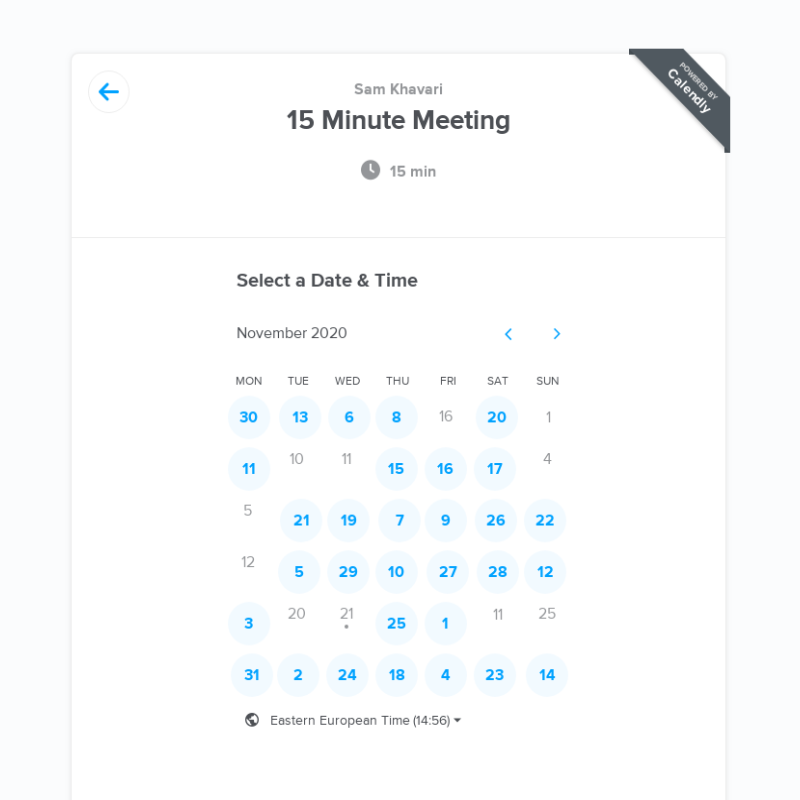 POWERED BY
Calendly
Sam Khavari
15 Minute Meeting
15 min
Select a Date & Time
November 2020
MON TUE WED THU FRI SAT SUN
30 13 6 8 16 20 1
11 10 11 15 16 17 4
5 21 19 7 9 26 22
12 5 29 10 27 28 12
3 20 21 25 1 11 25
31 2 24 18 4 23 14
Eastern European Time (14:56)